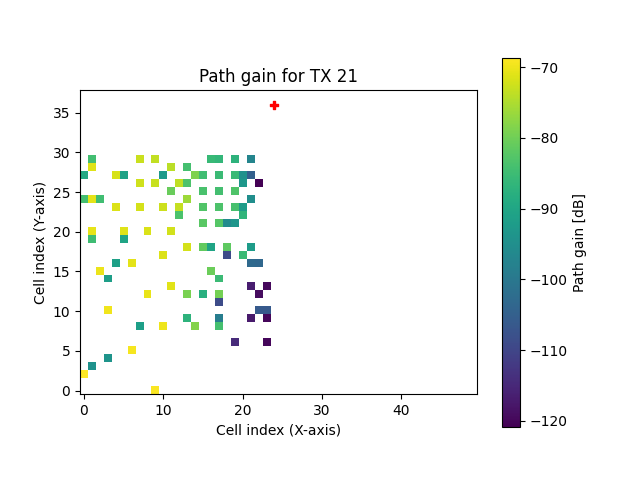 Path gain for TX 21
Cell index (Y-axis)
35
30
25
20
15
10
5
0
0 10 20 30 40
Cell index (X-axis)
−70
−80
−90
−100
−110
−120
Path gain [dB]